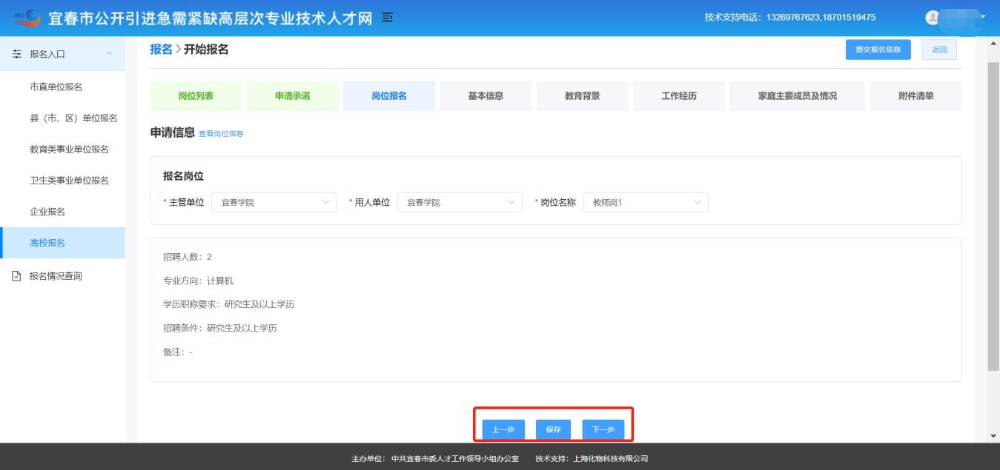 宜春市公开引进急需紧缺高层次专业技术人才网
技术支持电话：13269767623,18701519475
报名入口
市直单位报名
县（市、区）单位报名
教育类事业单位报名
卫生类事业单位报名
企业报名
高校报名
报名情况查询
报名 > 开始报名
提交报名信息
返回
岗位列表 申请承诺 岗位报名 基本信息 教育背景 工作经历 家庭主要成员及情况 附件清单
申请信息 查看岗位信息
报名岗位
* 主管单位 宜春学院 * 用人单位 宜春学院 * 岗位名称 教师岗1
招聘人数：2
专业方向：计算机
学历职称要求：研究生及以上学历
招聘条件：研究生及以上学历
备注：-
上一步 保存 下一步
主办单位：中共宜春市委人才工作领导小组办公室 技术支持：上海化物科技有限公司